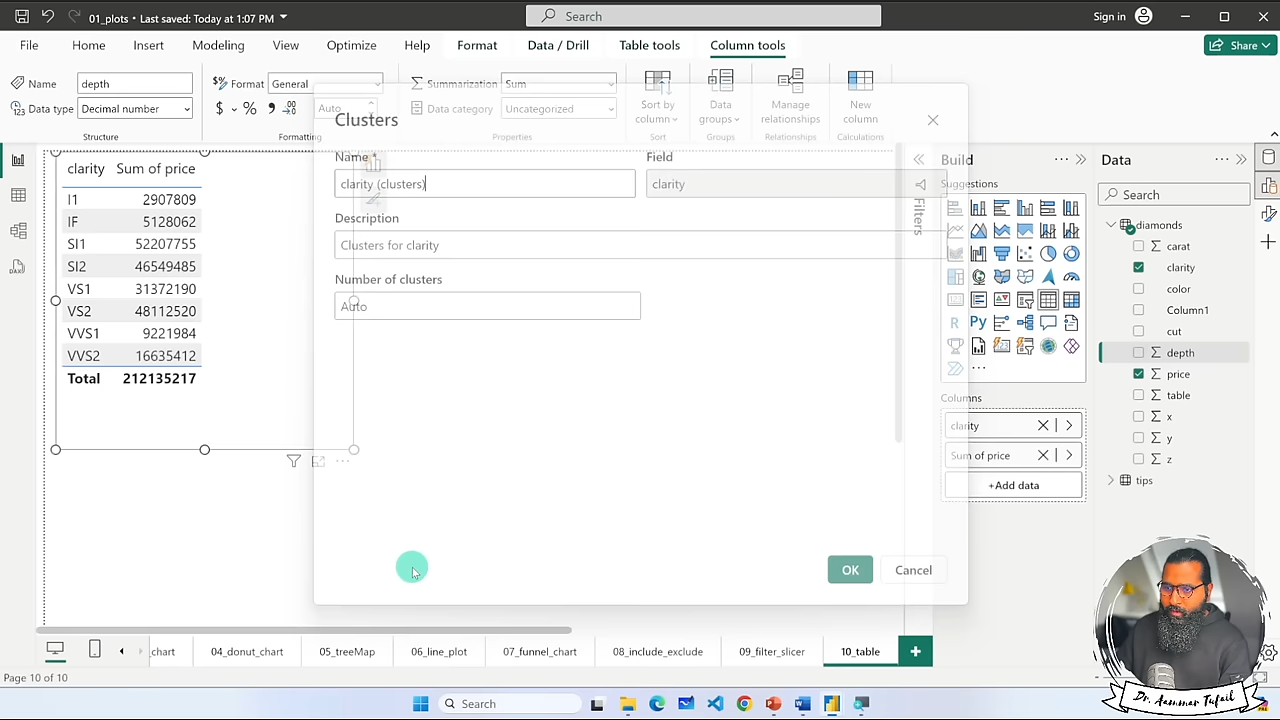 01_plots • Last saved: Today at 1:07 PM
Search
Sign in
File
Home
Insert
Modeling
View
Optimize
Help
Format
Data / Drill
Table tools
Column tools
Share
Name
depth
Data type
Decimal number
Structure
Format
General
Auto
Formatting
Summarization
Sum
Data category
Uncategorized
Properties
Sort by
column
Sort
Data
groups
Groups
Manage
relationships
Relationships
New
column
Calculations
clarity Sum of price
I1 2907809
IF 5128062
SI1 52207755
SI2 46549485
VS1 31372190
VS2 48112520
VVS1 9221984
VVS2 16635412
Total 212135217
Clusters
Name
clarity (clusters)
Field
clarity
Description
Clusters for clarity
Number of clusters
Auto
OK
Cancel
Filters
Build
Suggestions
R
Py
Columns
clarity
Sum of price
+Add data
Data
Search
diamonds
carat
clarity
color
Column1
cut
depth
price
table
x
y
z
tips
chart
04_donut_chart
05_treeMap
06_line_plot
07_funnel_chart
08_include_exclude
09_filter_slicer
10_table
Page 10 of 10
Search
Dr. Aammar Tufail